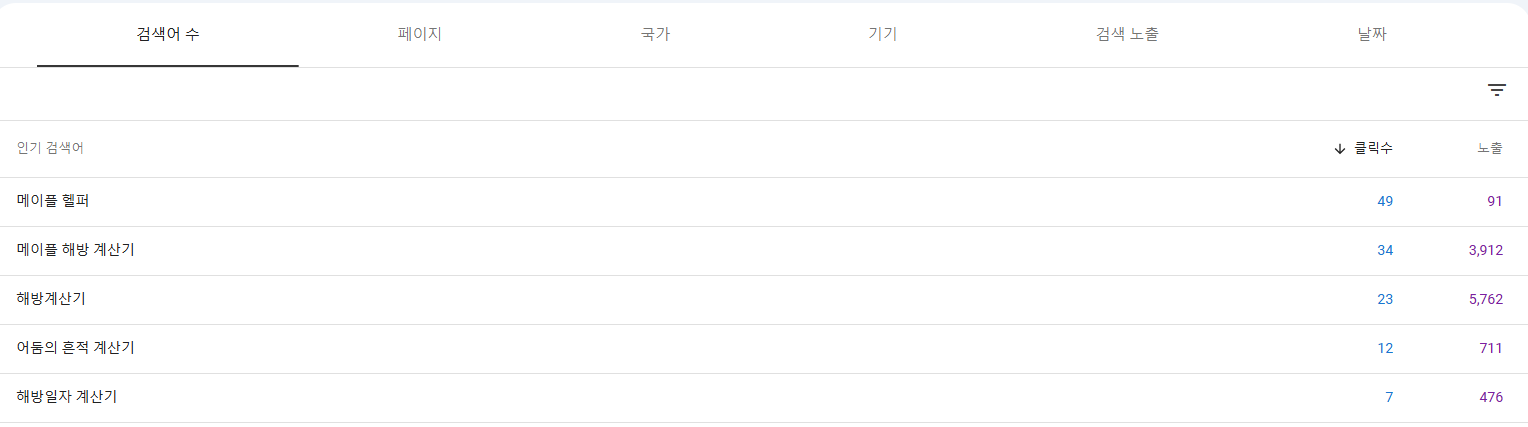 검색어 수 페이지 국가 기기 검색 노출 날짜
인기 검색어 클릭수 노출
메이플 헬퍼 49 91
메이플 해방 계산기 34 3,912
해방계산기 23 5,762
어둠의 흔적 계산기 12 711
해방일자 계산기 7 476